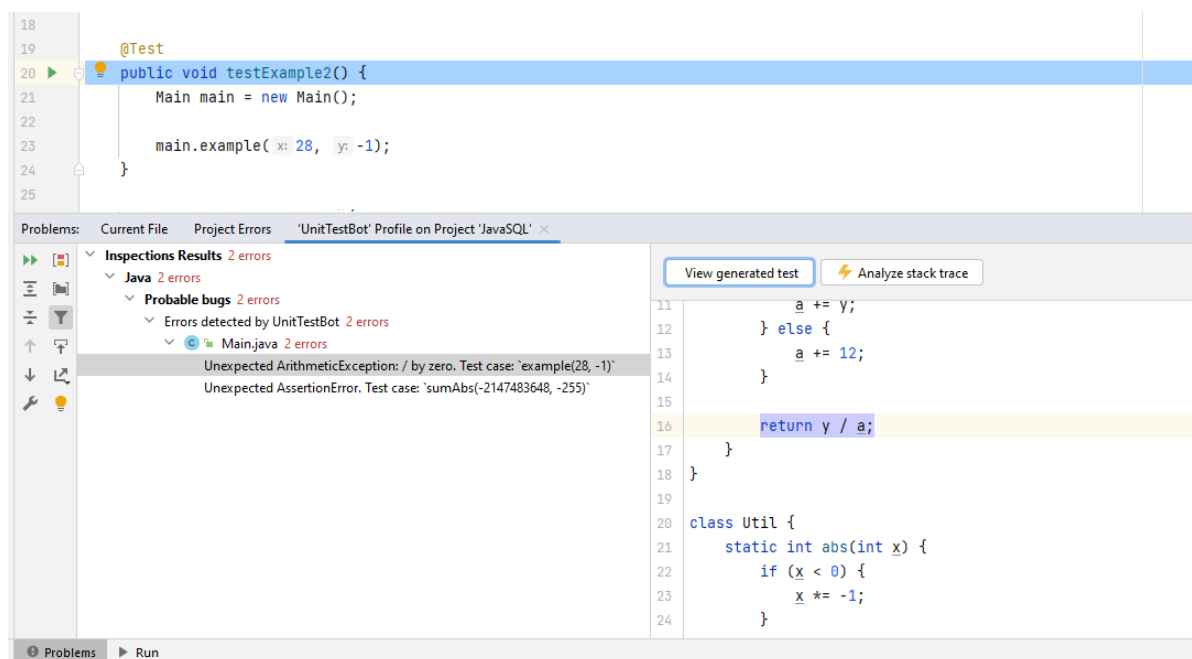 18
19 @Test
20 public void testExample2() {
21 Main main = new Main();
22
23 main.example( x: 28, y: -1);
24 }
25
Problems: Current File Project Errors 'UnitTestBot' Profile on Project 'JavaSQL' ×
Inspections Results 2 errors
Java 2 errors
Probable bugs 2 errors
Errors detected by UnitTestBot 2 errors
C Main.java 2 errors
Unexpected ArithmeticException: / by zero. Test case: `example(28, -1)`
Unexpected AssertionError. Test case: `sumAbs(-2147483648, -255)`
View generated test Analyze stack trace
11 a += y;
12 } else {
13 a += 12;
14 }
15
16 return y / a;
17 }
18 }
19
20 class Util {
21 static int abs(int x) {
22 if (x < 0) {
23 x *= -1;
24 }
Problems Run